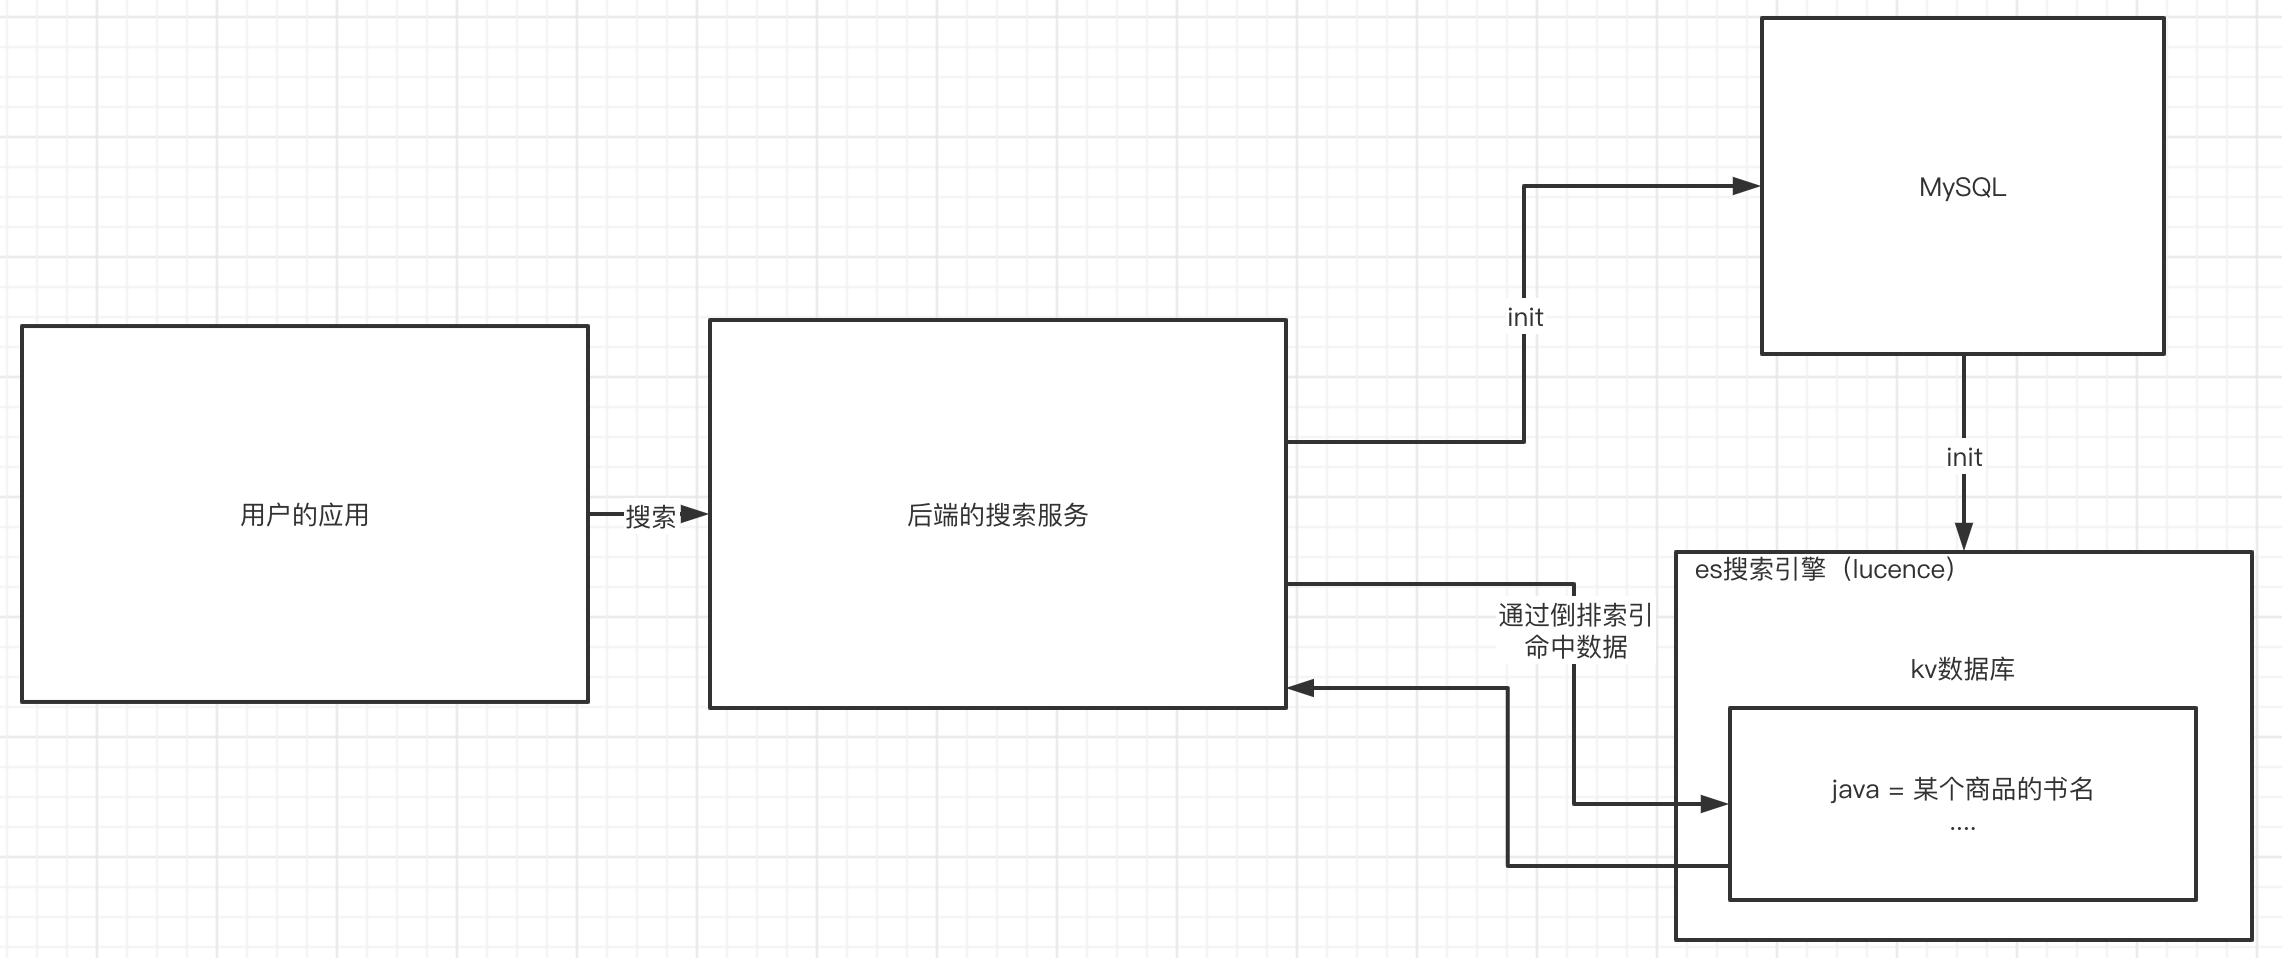 MySQL
init
init
用户的应用
搜索
后端的搜索服务
es搜索引擎（lucence）
通过倒排索引
命中数据
kv数据库
java = 某个商品的书名
....